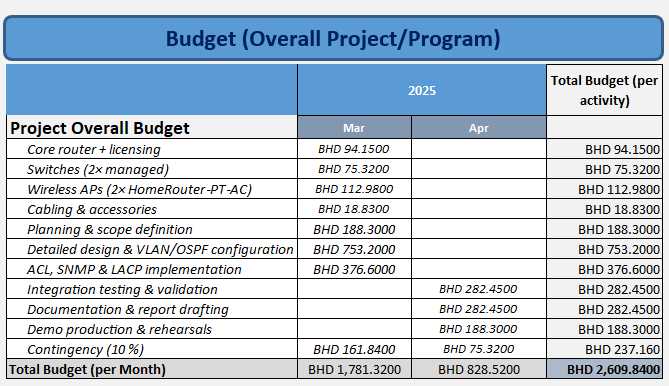 Budget (Overall Project/Program)
2025 Total Budget (per activity)
Project Overall Budget Mar Apr
Core router + licensing BHD 94.1500 BHD 94.1500
Switches (2× managed) BHD 75.3200 BHD 75.3200
Wireless APs (2× HomeRouter-PT-AC) BHD 112.9800 BHD 112.9800
Cabling & accessories BHD 18.8300 BHD 18.8300
Planning & scope definition BHD 188.3000 BHD 188.3000
Detailed design & VLAN/OSPF configuration BHD 753.2000 BHD 753.2000
ACL, SNMP & LACP implementation BHD 376.6000 BHD 376.6000
Integration testing & validation BHD 282.4500 BHD 282.4500
Documentation & report drafting BHD 282.4500 BHD 282.4500
Demo production & rehearsals BHD 188.3000 BHD 188.3000
Contingency (10 %) BHD 161.8400 BHD 75.3200 BHD 237.160
Total Budget (per Month) BHD 1,781.3200 BHD 828.5200 BHD 2,609.8400